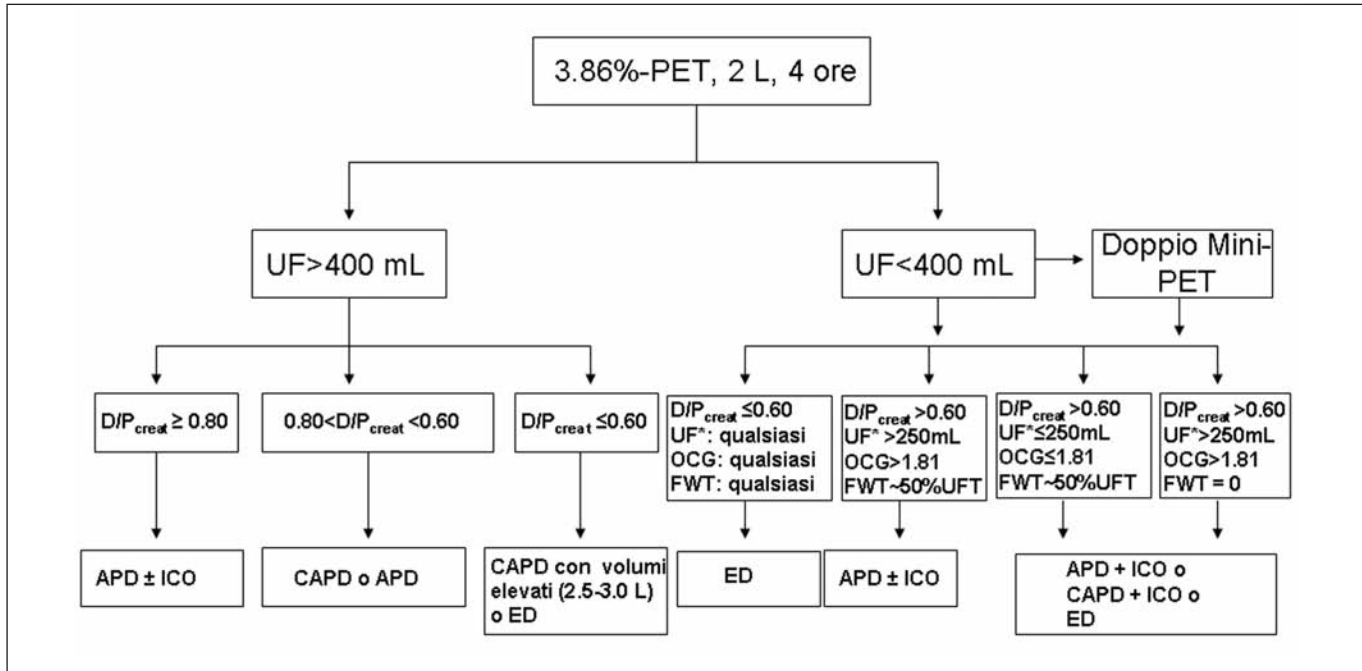 3.86%-PET, 2 L, 4 ore
UF>400 mL
UF<400 mL
Doppio Mini-
PET
D/Pcreat ≥ 0.80
0.80<D/Pcreat <0.60
D/Pcreat ≤0.60
D/Pcreat ≤0.60
UF*: qualsiasi
OCG: qualsiasi
FWT: qualsiasi
D/Pcreat >0.60
UF* >250mL
OCG>1.81
FWT~50%UFT
D/Pcreat >0.60
UF*≤250mL
OCG≤1.81
FWT~50%UFT
D/Pcreat >0.60
UF*>250mL
OCG>1.81
FWT = 0
APD ± ICO
CAPD o APD
CAPD con volumi
elevati (2.5-3.0 L)
o ED
ED
APD ± ICO
APD + ICO o
CAPD + ICO o
ED